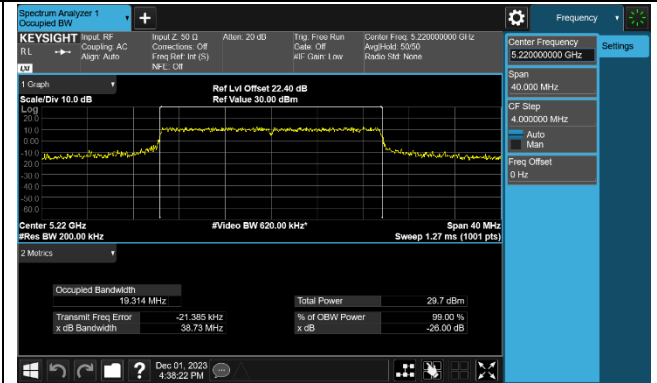 Spectrum Analyzer 1
Occupied BW
Frequency
KEYSIGHT
Input: RF
Input Z: 50 Ω
Atten: 20 dB
Trig: Free Run
Center Freq: 5.220000000 GHz
RL
Coupling: AC
Corrections: Off
Gate: Off
Avg|Hold: 50/50
Align: Auto
Freq Ref: Int (S)
#IF Gain: Low
Radio Std: None
LXI
NFE: Off
Center Frequency
5.220000000 GHz
Settings
Span
40.000 MHz
CF Step
4.000000 MHz
Auto
Man
Freq Offset
0 Hz
1 Graph
Ref Lvl Offset 22.40 dB
Scale/Div 10.0 dB
Ref Value 30.00 dBm
Log
20.0
10.0
0.00
-10.0
-20.0
-30.0
-40.0
-50.0
-60.0
Center 5.22 GHz
#Video BW 620.00 kHz*
Span 40 MHz
#Res BW 200.00 kHz
Sweep 1.27 ms (1001 pts)
2 Metrics
Occupied Bandwidth
19.314 MHz
Total Power
29.7 dBm
Transmit Freq Error
-21.385 kHz
% of OBW Power
99.00 %
x dB Bandwidth
38.73 MHz
x dB
-26.00 dB
?
Dec 01, 2023
4:38:22 PM